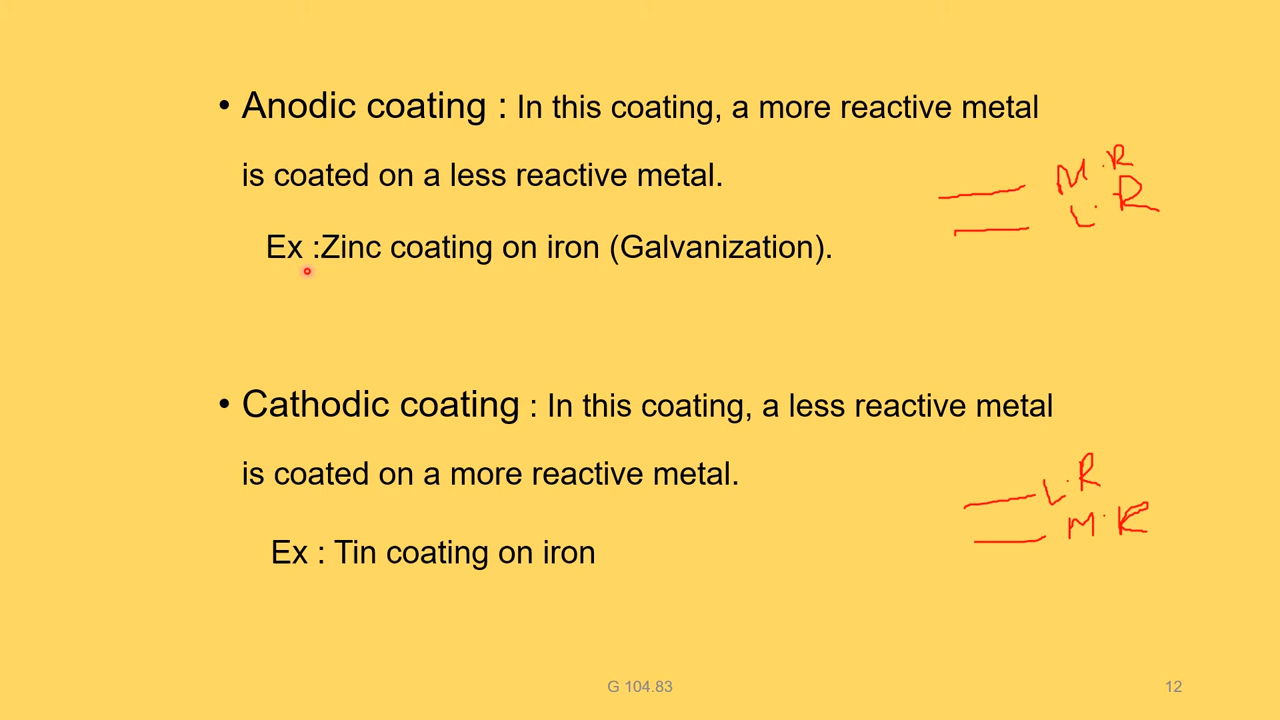 • Anodic coating : In this coating, a more reactive metal
is coated on a less reactive metal.
M.R
L.R
Ex :Zinc coating on iron (Galvanization).
• Cathodic coating : In this coating, a less reactive metal
is coated on a more reactive metal.
L.R
M.R
Ex : Tin coating on iron
G 104.83
12